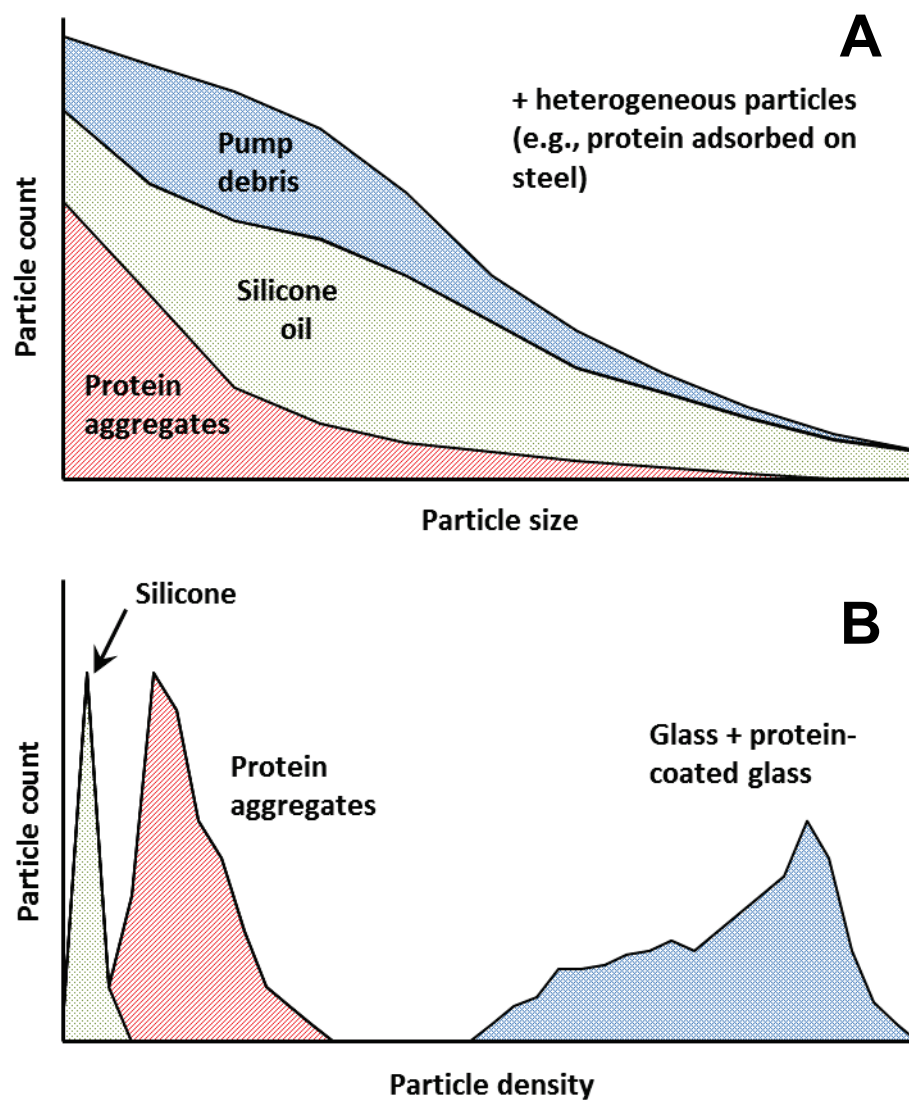 A
+ heterogeneous particles
(e.g., protein adsorbed on
steel)
Pump
debris
Silicone
oil
Protein
aggregates
Particle count
Particle size
Silicone
B
Glass + protein-
coated glass
Protein
aggregates
Particle count
Particle density